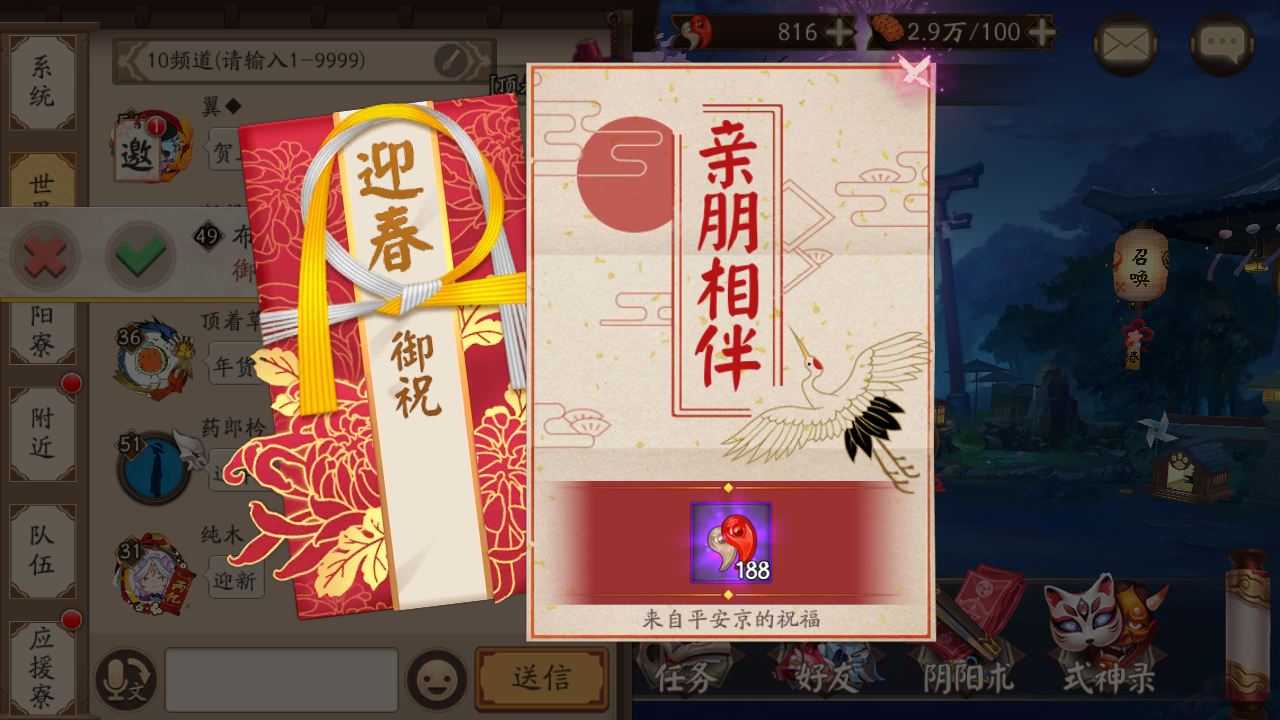 系统
世
阳寮
附近
队伍
应援寮
10频道(请输入1-9999)
翼◆
邀
1
贺
49
布
御
36
顶着草
年货
51
药郎柃
31
纯木
迎新
文
送信
迎春
御祝
亲朋相伴
188
来自平安京的祝福
816
2.9万/100
召唤
春
任务
好友
阴阳术
式神录